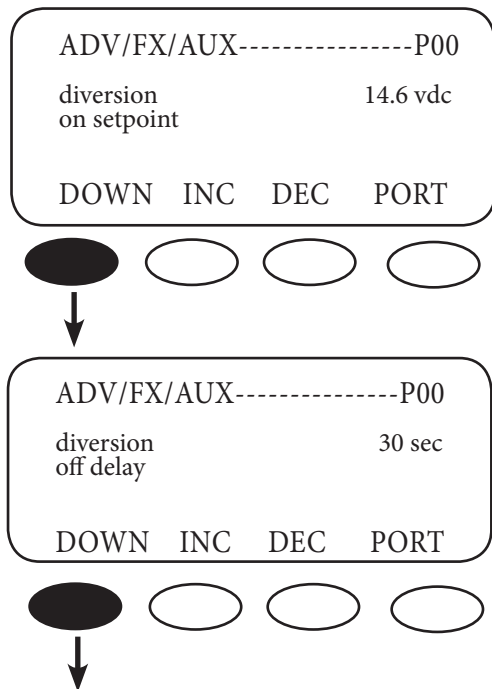 ADV/FX/AUX----------------P00
diversion 14.6 vdc
on setpoint
DOWN INC DEC PORT
ADV/FX/AUX---------------P00
diversion 30 sec
off delay
DOWN INC DEC PORT